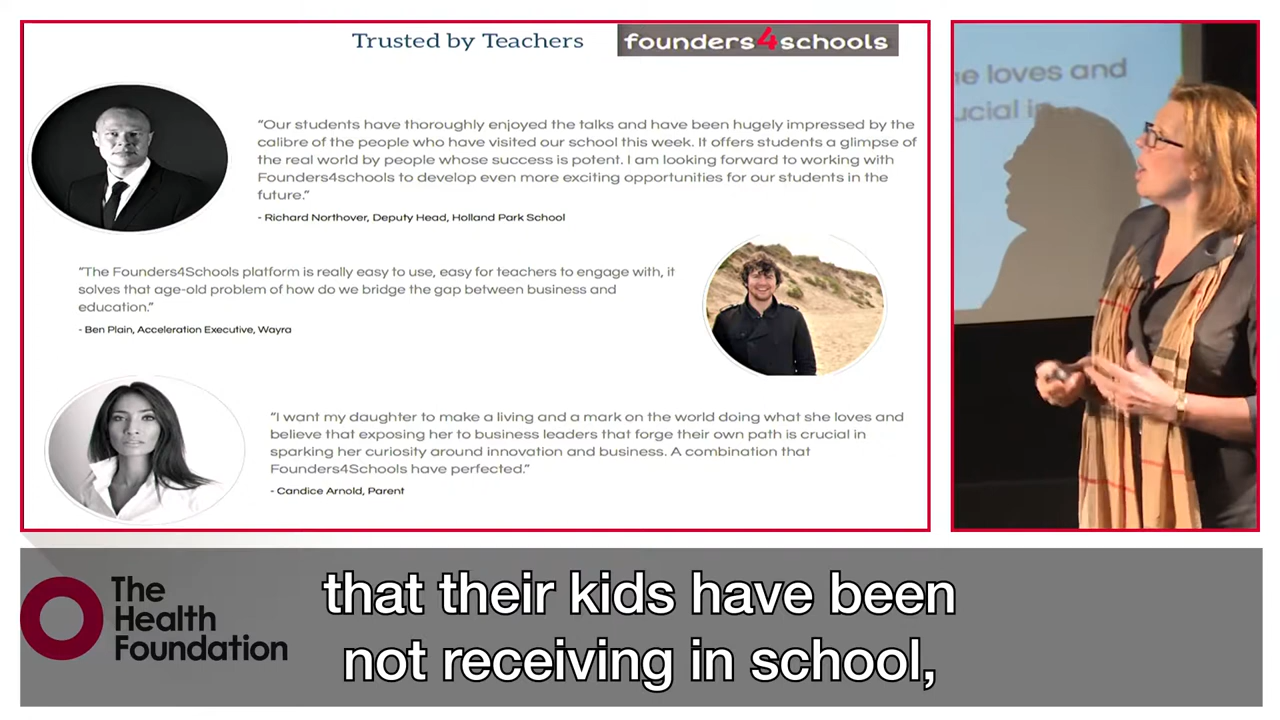 Trusted by Teachers
founders4schools
“Our students have thoroughly enjoyed the talks and have been hugely impressed by the
calibre of the people who have visited our school this week. It offers students a glimpse of
the real world by people whose success is potent. I am looking forward to working with
Founders4schools to develop even more exciting opportunities for our students in the
future.”
- Richard Northover, Deputy Head, Holland Park School
“The Founders4Schools platform is really easy to use, easy for teachers to engage with, it
solves that age-old problem of how do we bridge the gap between business and
education.”
- Ben Plain, Acceleration Executive, Wayra
“I want my daughter to make a living and a mark on the world doing what she loves and
believe that exposing her to business leaders that forge their own path is crucial in
sparking her curiosity around innovation and business. A combination that
Founders4Schools have perfected.”
- Candice Arnold, Parent
loves and
The
Health
Foundation
that their kids have been
not receiving in school,